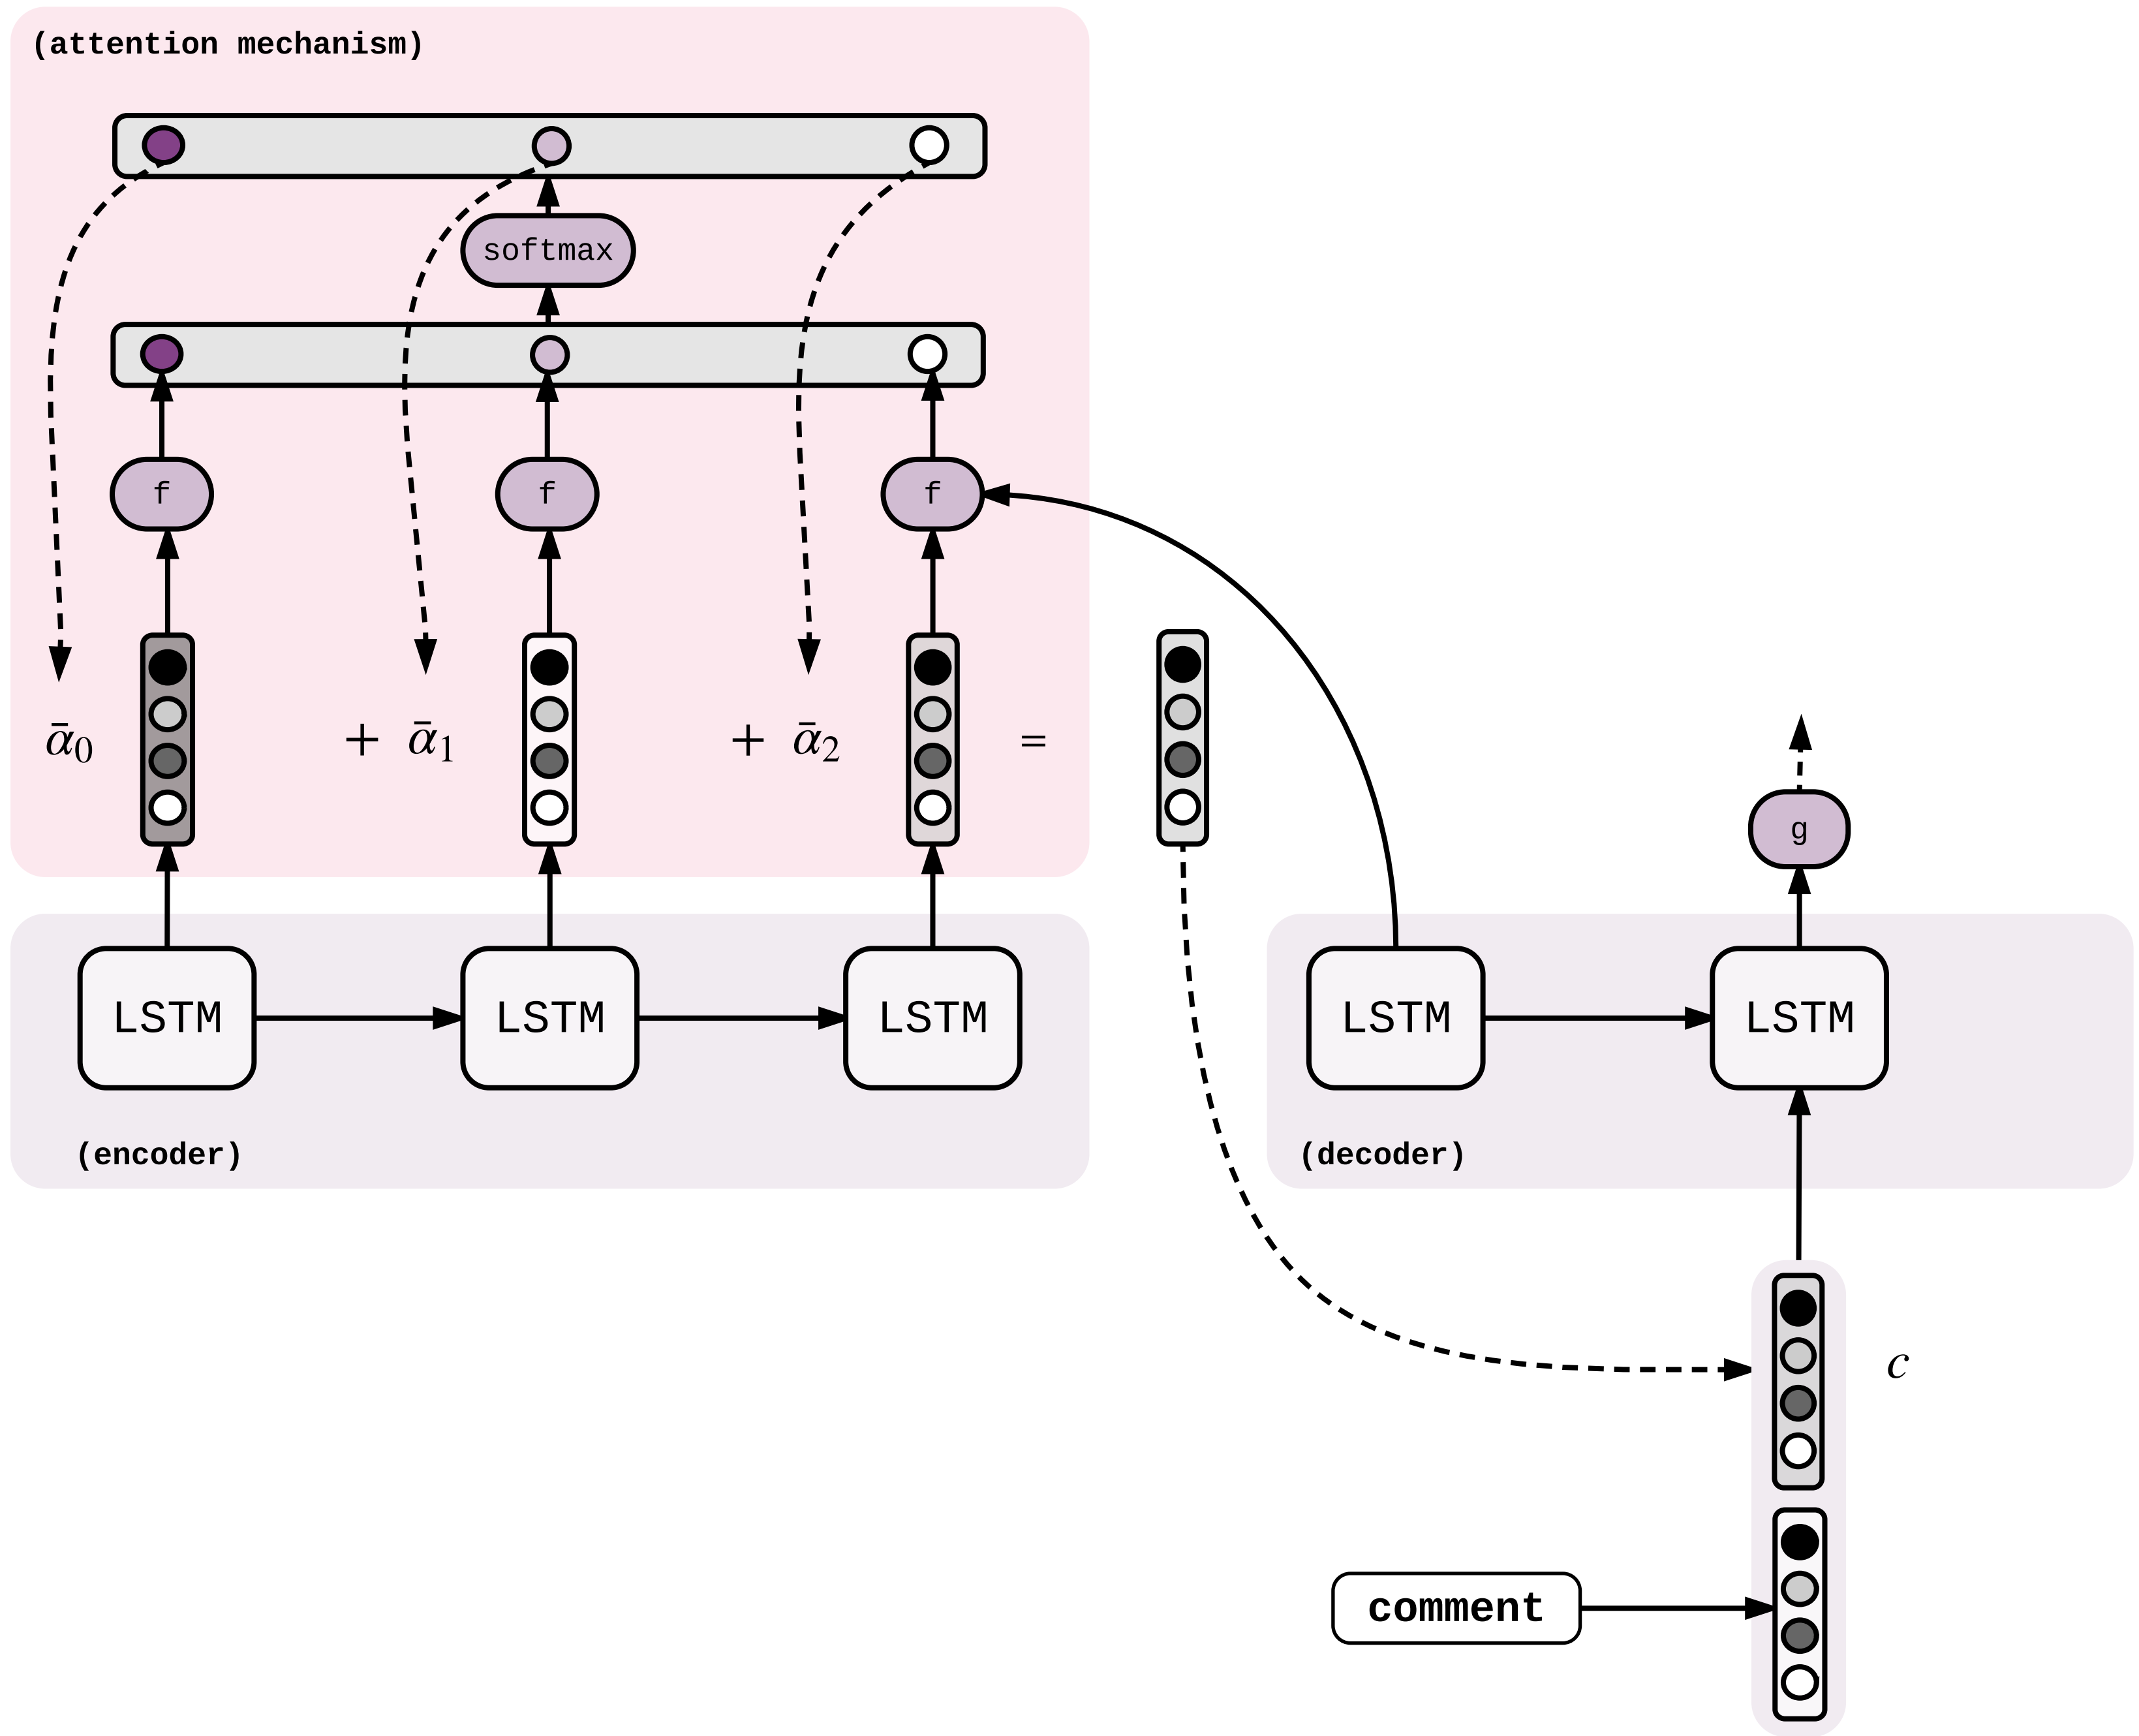 (attention mechanism)
softmax
f f f
ᾱ₀ + ᾱ₁ + ᾱ₂ =
g
LSTM LSTM LSTM LSTM LSTM
(encoder) (decoder)
c
comment